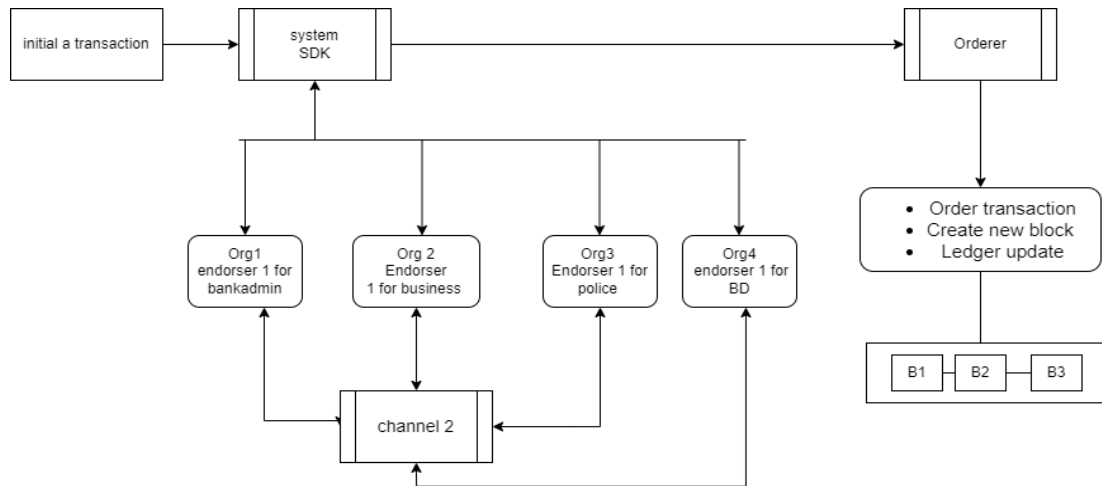 initial a transaction
system
SDK
Orderer
Org1
endorser 1 for
bankadmin
Org 2
Endorser
1 for business
Org3
Endorser 1 for
police
Org4
endorser 1 for
BD
• Order transaction
• Create new block
• Ledger update
B1
B2
B3
channel 2